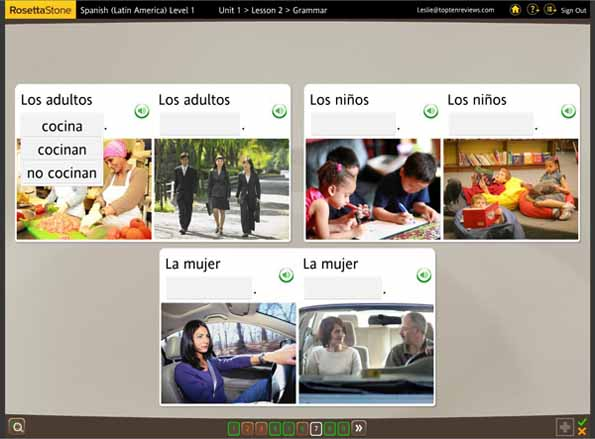 RosettaStone Spanish (Latin America) Level 1 Unit 1 > Lesson 2 > Grammar Leslie@toptenreviews.com Sign Out
Los adultos Los adultos Los niños Los niños
cocina . . . .
cocinan
no cocinan
La mujer La mujer
. .
1 2 3 4 5 6 7 8 9